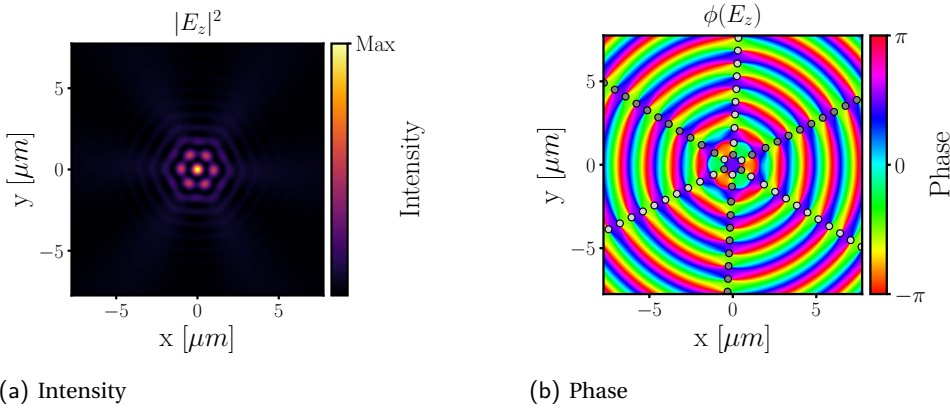 |E_z|^2
Max
5
0
−5
y [μm]
−5
0
5
x [μm]
Intensity
(a) Intensity
ϕ(E_z)
5
0
−5
y [μm]
−5
0
5
x [μm]
π
0
−π
Phase
(b) Phase